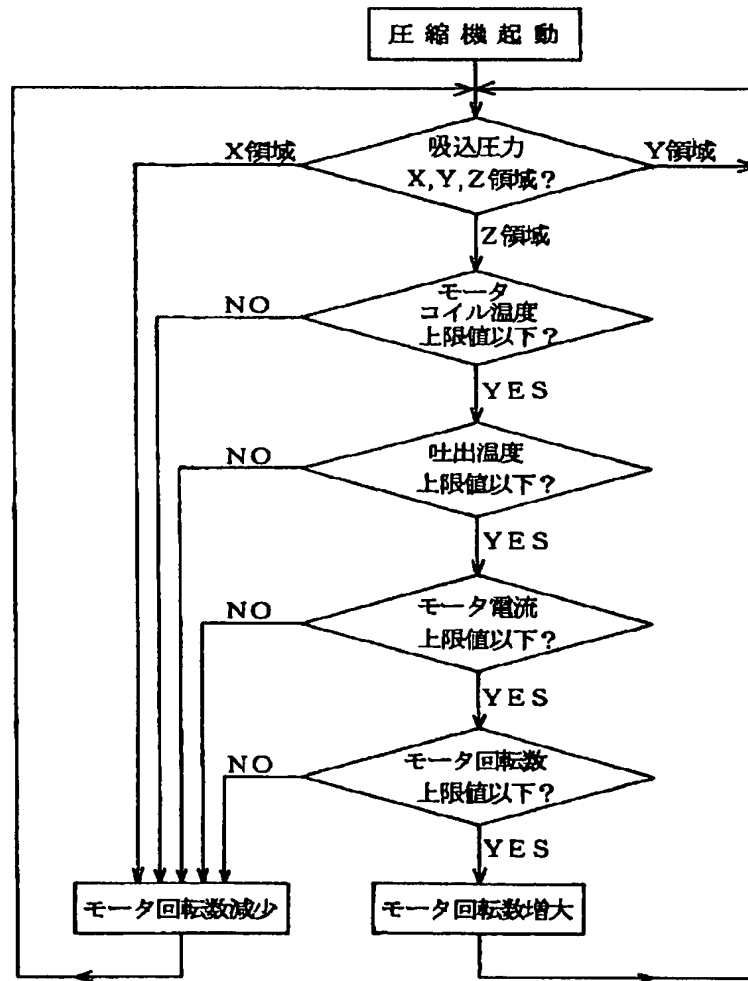 圧縮機起動
吸込圧力
X,Y,Z領域?
X領域
Y領域
Z領域
モータ
コイル温度
上限値以下?
NO
YES
吐出温度
上限値以下?
NO
YES
モータ電流
上限値以下?
NO
YES
モータ回転数
上限値以下?
NO
YES
モータ回転数減少
モータ回転数増大